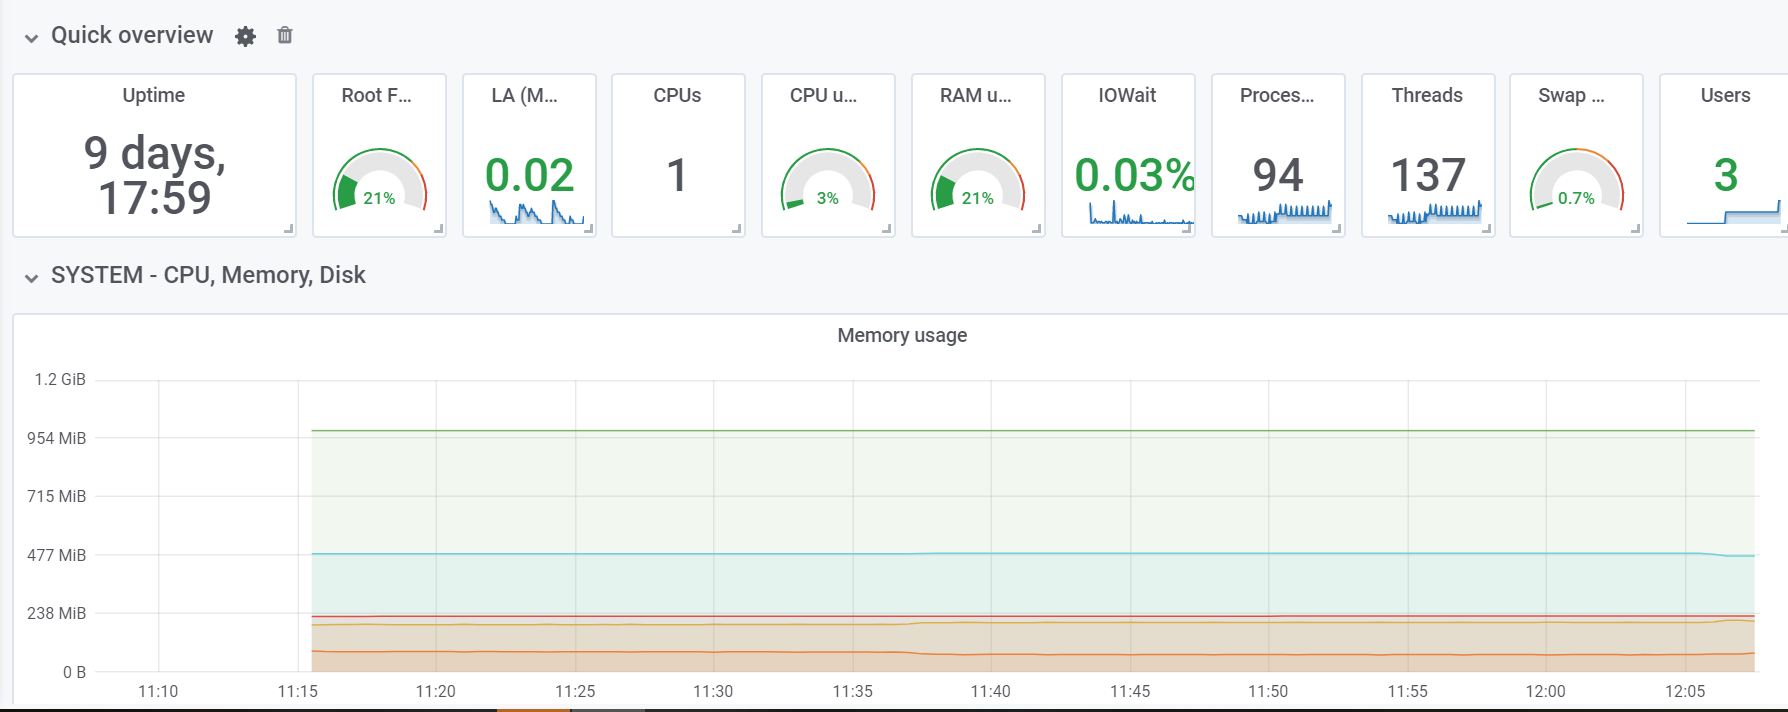 Quick overview
Uptime
9 days,
17:59
Root F...
21%
LA (M...
0.02
CPUs
1
CPU u...
3%
RAM u...
21%
IOWait
0.03%
Proces...
94
Threads
137
Swap ...
0.7%
Users
3
SYSTEM - CPU, Memory, Disk
Memory usage
1.2 GiB
954 MiB
715 MiB
477 MiB
238 MiB
0 B
11:10 11:15 11:20 11:25 11:30 11:35 11:40 11:45 11:50 11:55 12:00 12:05